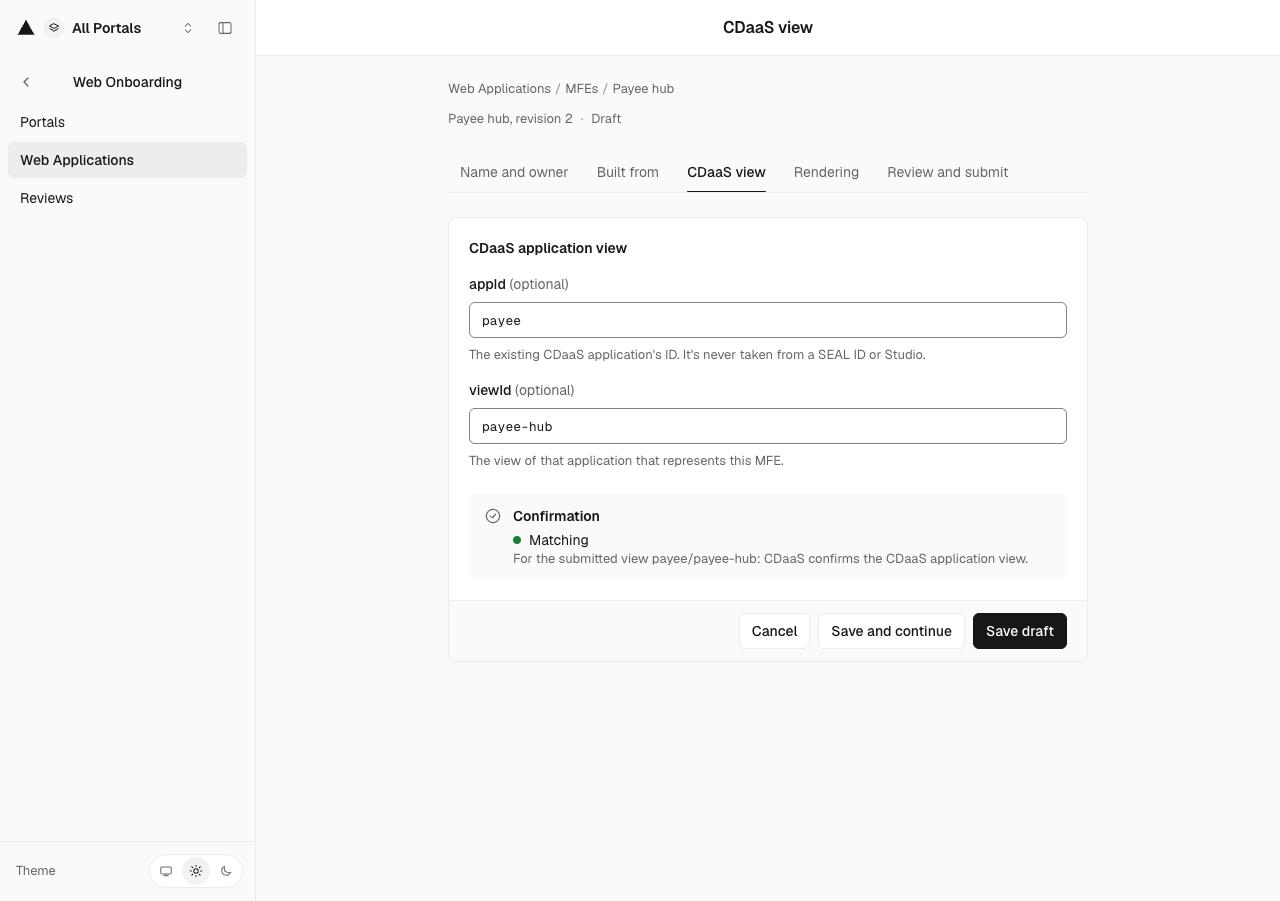 All Portals
CDaaS view
Web Onboarding
Portals
Web Applications
Reviews
Web Applications / MFEs / Payee hub
Payee hub, revision 2 · Draft
Name and owner Built from CDaaS view Rendering Review and submit
CDaaS application view
appId (optional)
payee
The existing CDaaS application's ID. It's never taken from a SEAL ID or Studio.
viewId (optional)
payee-hub
The view of that application that represents this MFE.
Confirmation
Matching
For the submitted view payee/payee-hub: CDaaS confirms the CDaaS application view.
Cancel Save and continue Save draft
Theme